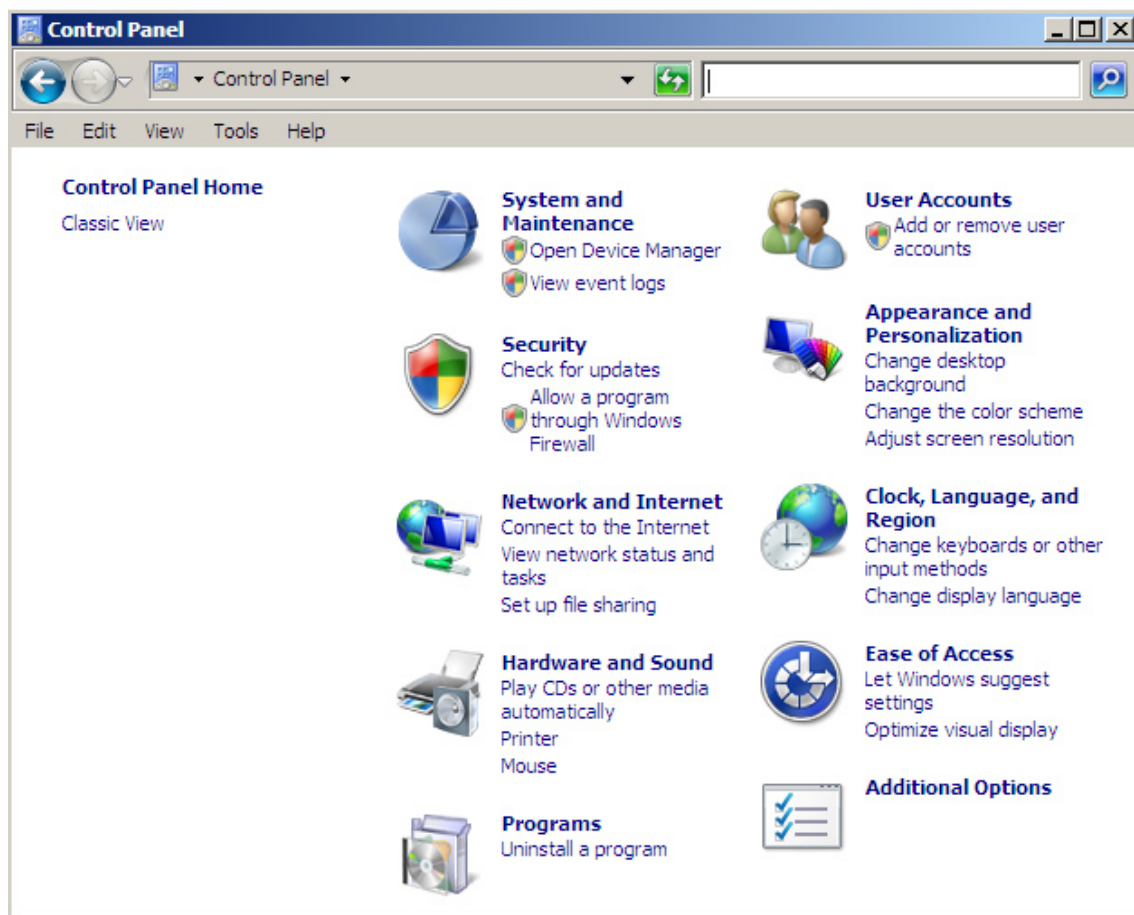 Control Panel
Control Panel
File Edit View Tools Help
Control Panel Home
Classic View
System and
Maintenance
Open Device Manager
View event logs
Security
Check for updates
Allow a program
through Windows
Firewall
Network and Internet
Connect to the Internet
View network status and
tasks
Set up file sharing
Hardware and Sound
Play CDs or other media
automatically
Printer
Mouse
Programs
Uninstall a program
User Accounts
Add or remove user
accounts
Appearance and
Personalization
Change desktop
background
Change the color scheme
Adjust screen resolution
Clock, Language, and
Region
Change keyboards or other
input methods
Change display language
Ease of Access
Let Windows suggest
settings
Optimize visual display
Additional Options